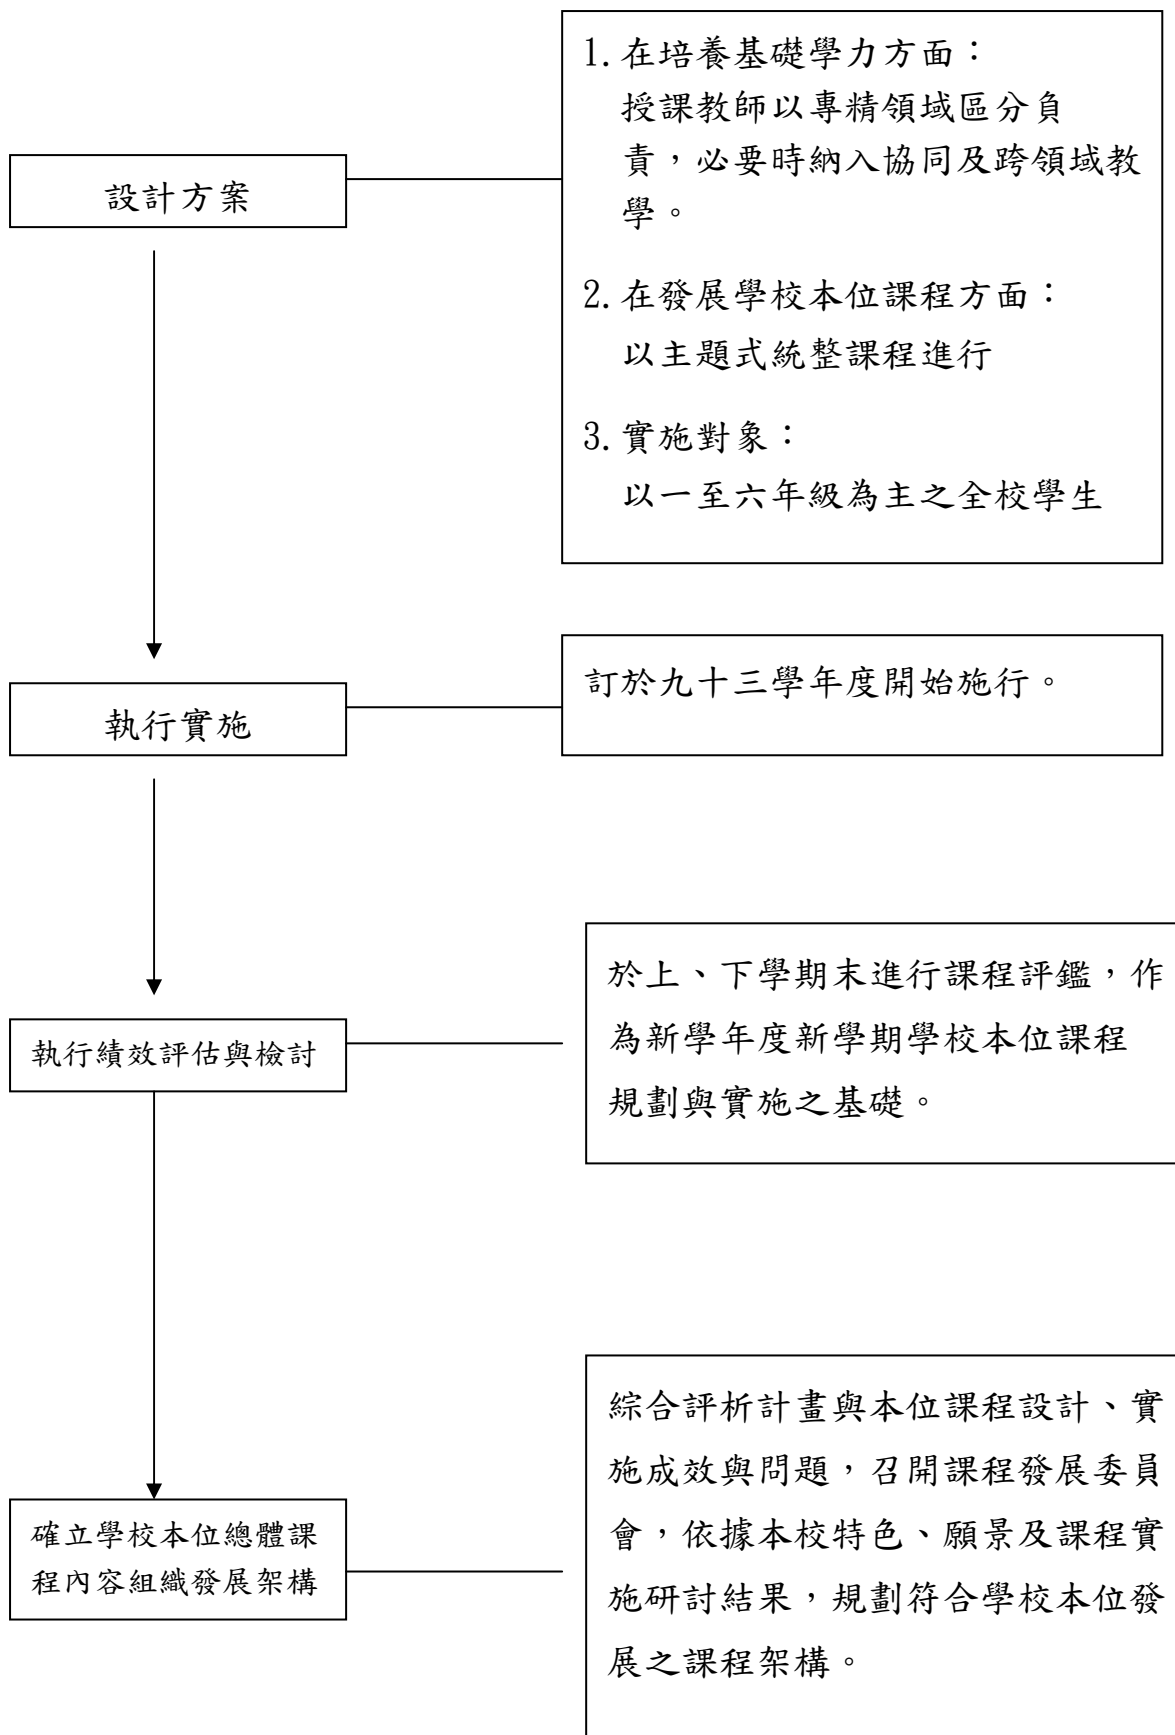 設計方案
1. 在培養基礎學力方面：
授課教師以專精領域區分負
責，必要時納入協同及跨領域教
學。
2. 在發展學校本位課程方面：
以主題式統整課程進行
3. 實施對象：
以一至六年級為主之全校學生
執行實施
訂於九十三學年度開始施行。
執行績效評估與檢討
於上、下學期末進行課程評鑑，作
為新學年度新學期學校本位課程
規劃與實施之基礎。
確立學校本位總體課
程內容組織發展架構
綜合評析計畫與本位課程設計、實
施成效與問題，召開課程發展委員
會，依據本校特色、願景及課程實
施研討結果，規劃符合學校本位發
展之課程架構。